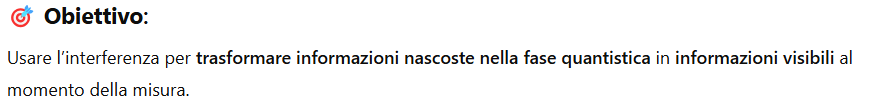 🎯 Obiettivo:
Usare l’interferenza per trasformare informazioni nascoste nella fase quantistica in informazioni visibili al
momento della misura.